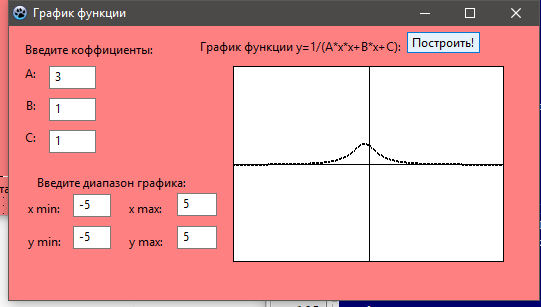 График функции
Введите коффициенты:
График функции y=1/(A*x*x+B*x+C):
Построить!
A: 3
B: 1
C: 1
Введите диапазон графика:
x min: -5 x max: 5
y min: -5 y max: 5